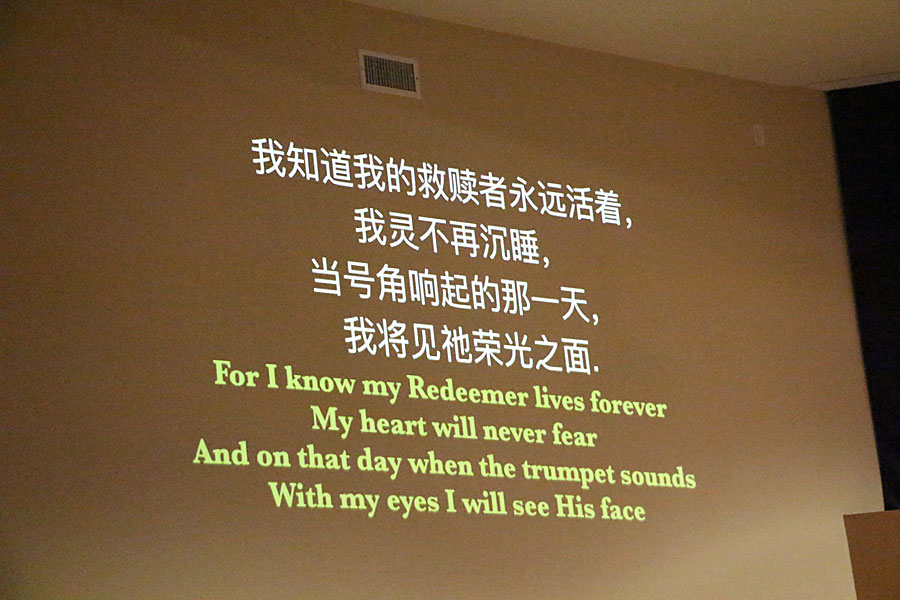 我知道我的救赎者永远活着，
我灵不再沉睡，
当号角响起的那一天，
我将见祂荣光之面.
For I know my Redeemer lives forever
My heart will never fear
And on that day when the trumpet sounds
With my eyes I will see His face